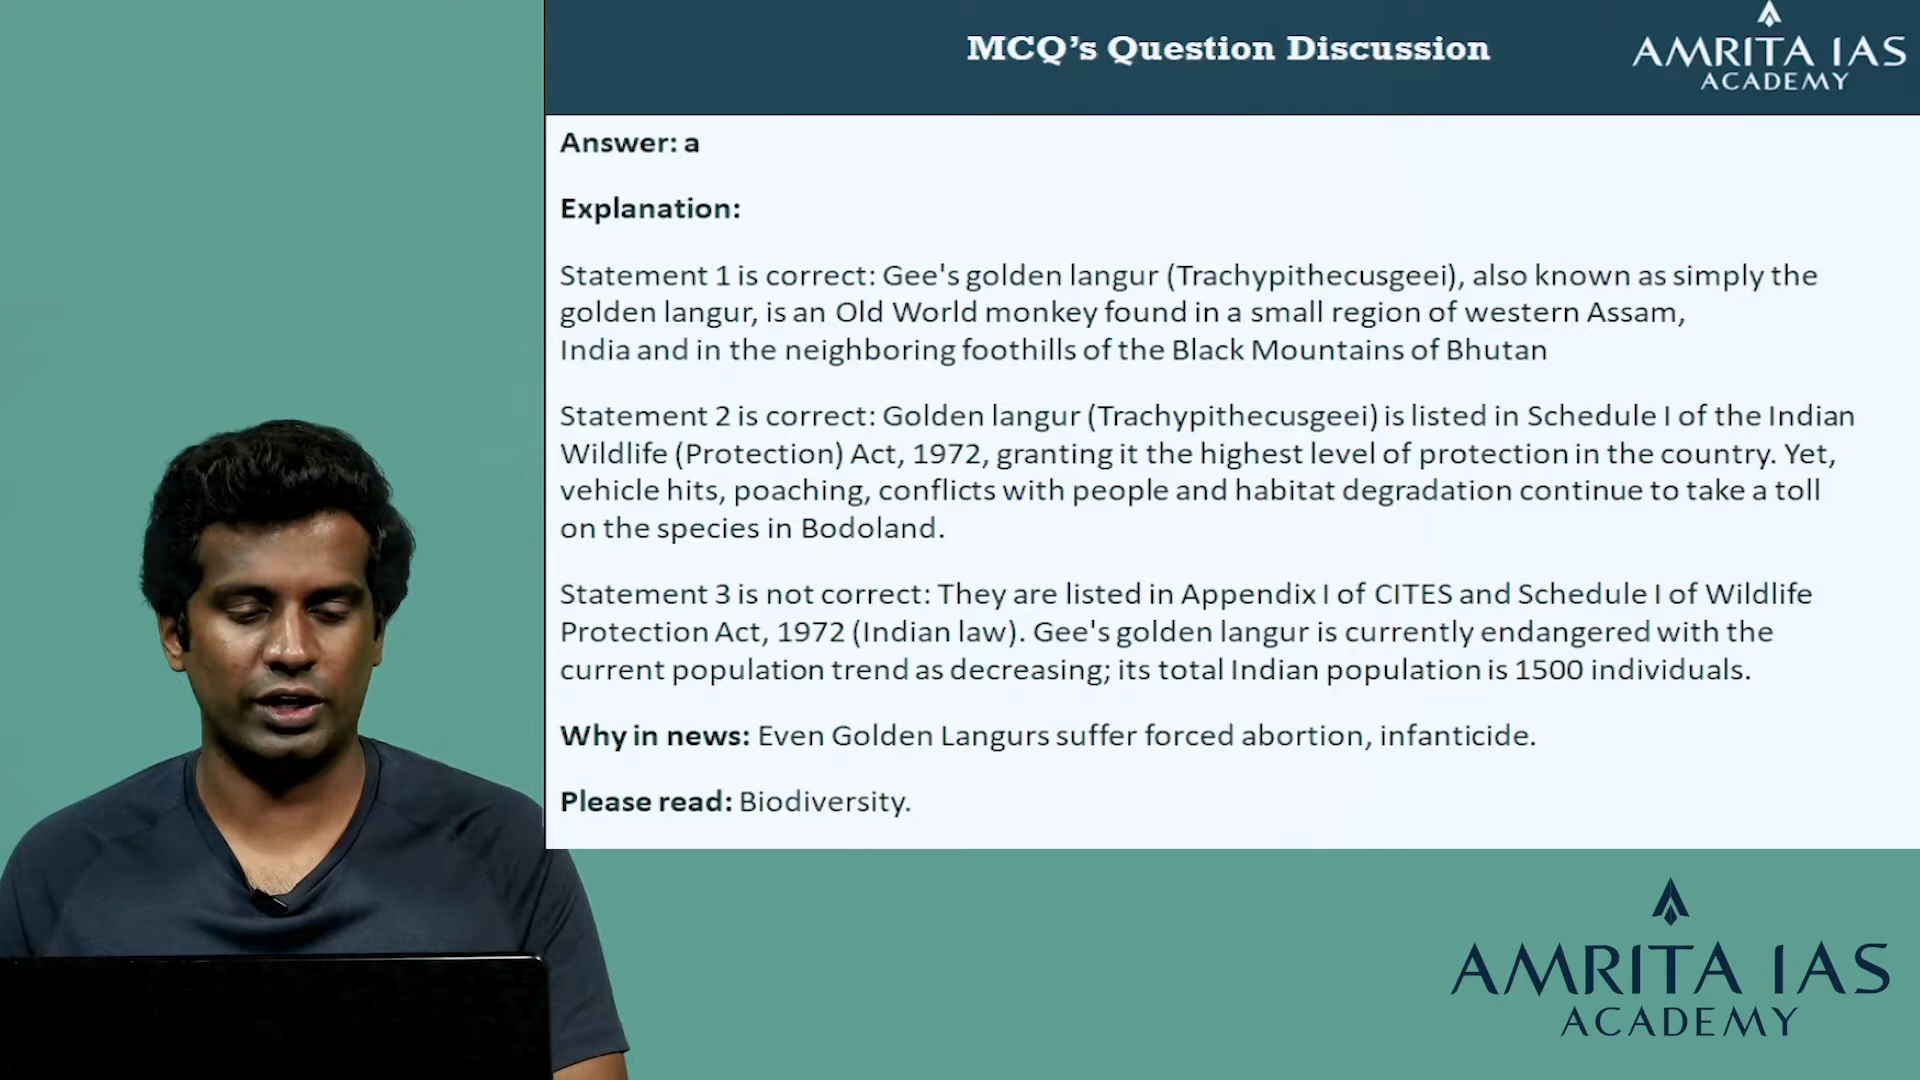 MCQ’s Question Discussion
AMRITA IAS
ACADEMY
Answer: a
Explanation:
Statement 1 is correct: Gee's golden langur (Trachypithecusgeei), also known as simply the
golden langur, is an Old World monkey found in a small region of western Assam,
India and in the neighboring foothills of the Black Mountains of Bhutan
Statement 2 is correct: Golden langur (Trachypithecusgeei) is listed in Schedule I of the Indian
Wildlife (Protection) Act, 1972, granting it the highest level of protection in the country. Yet,
vehicle hits, poaching, conflicts with people and habitat degradation continue to take a toll
on the species in Bodoland.
Statement 3 is not correct: They are listed in Appendix I of CITES and Schedule I of Wildlife
Protection Act, 1972 (Indian law). Gee's golden langur is currently endangered with the
current population trend as decreasing; its total Indian population is 1500 individuals.
Why in news: Even Golden Langurs suffer forced abortion, infanticide.
Please read: Biodiversity.
AMRITA IAS
ACADEMY